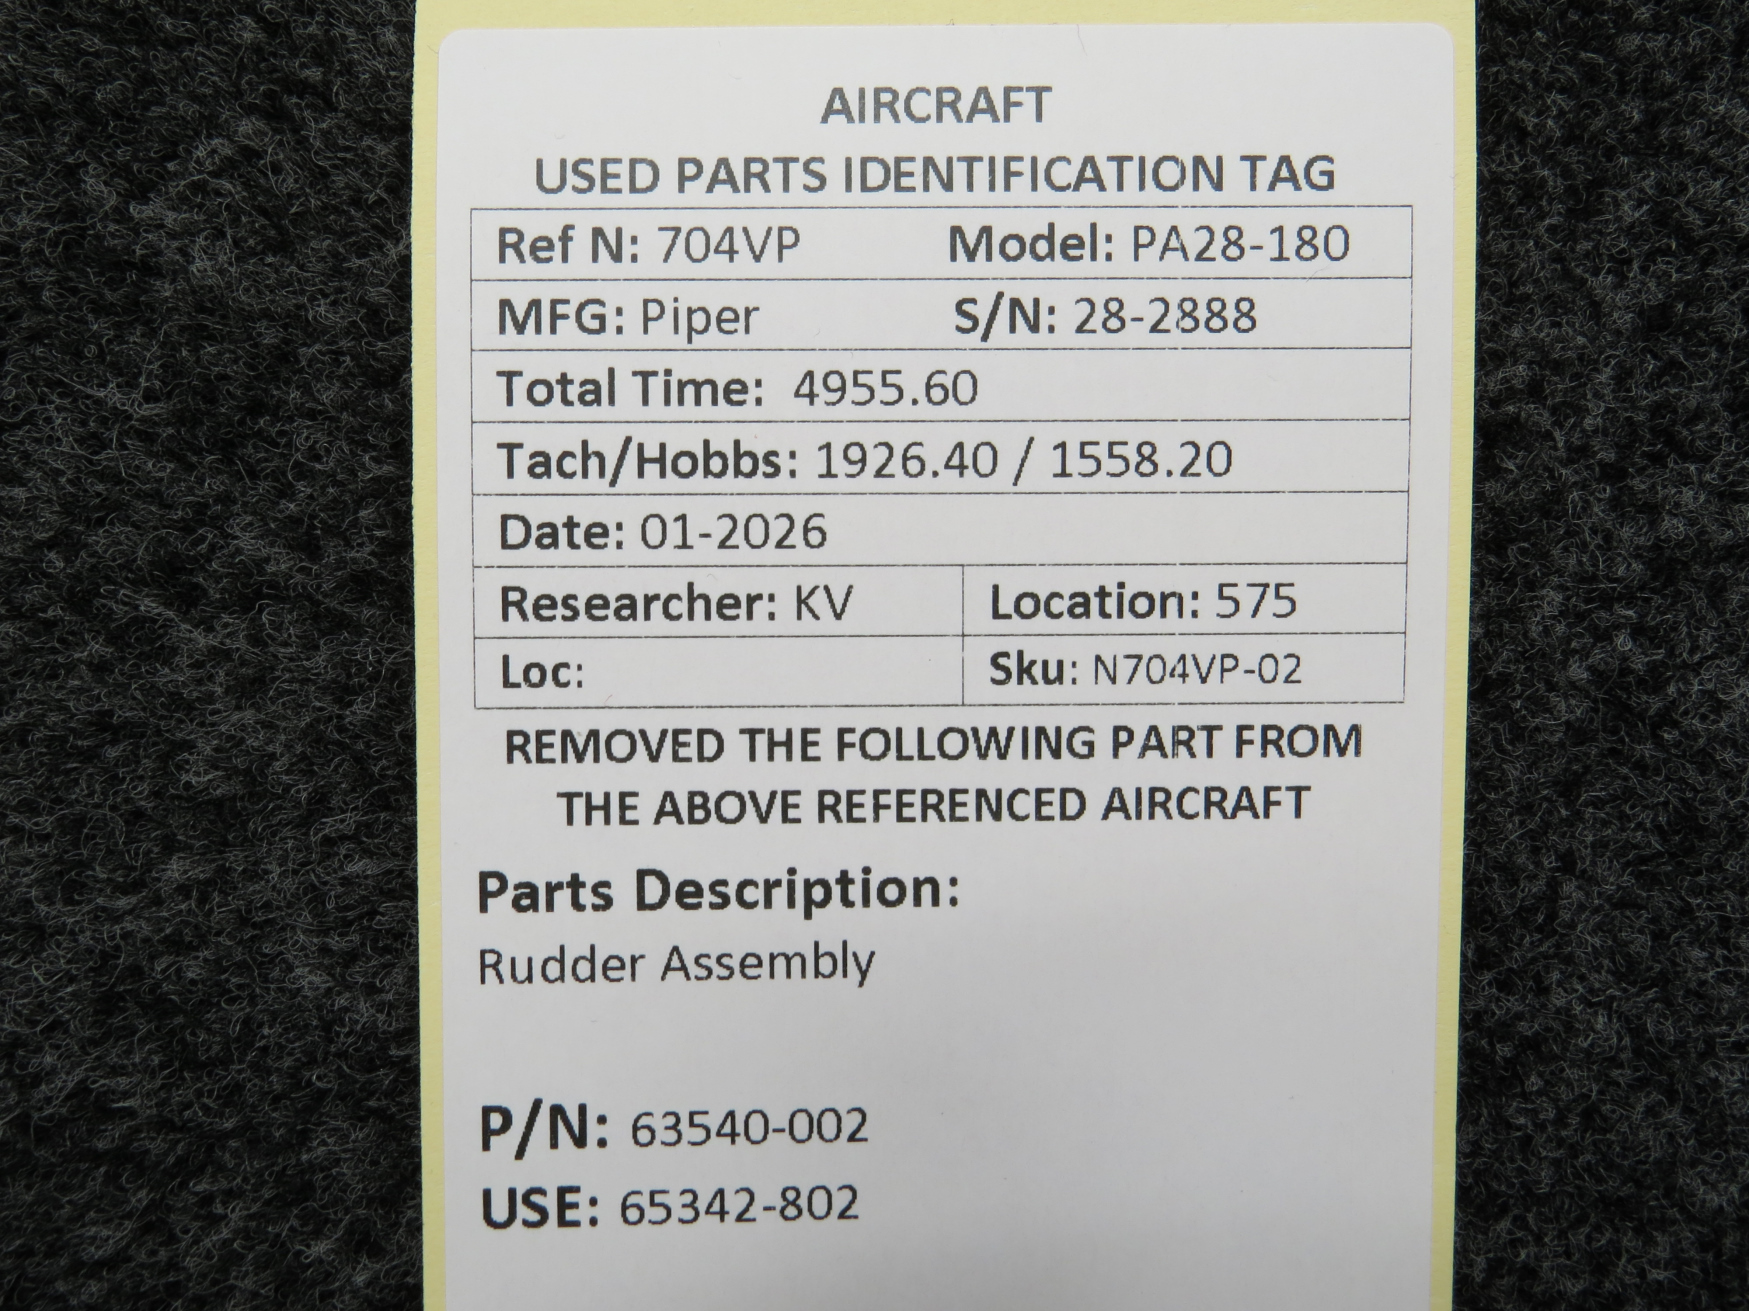 AIRCRAFT
USED PARTS IDENTIFICATION TAG
Ref N: 704VP Model: PA28-180
MFG: Piper S/N: 28-2888
Total Time: 4955.60
Tach/Hobbs: 1926.40 / 1558.20
Date: 01-2026
Researcher: KV Location: 575
Loc: Sku: N704VP-02
REMOVED THE FOLLOWING PART FROM
THE ABOVE REFERENCED AIRCRAFT
Parts Description:
Rudder Assembly
P/N: 63540-002
USE: 65342-802